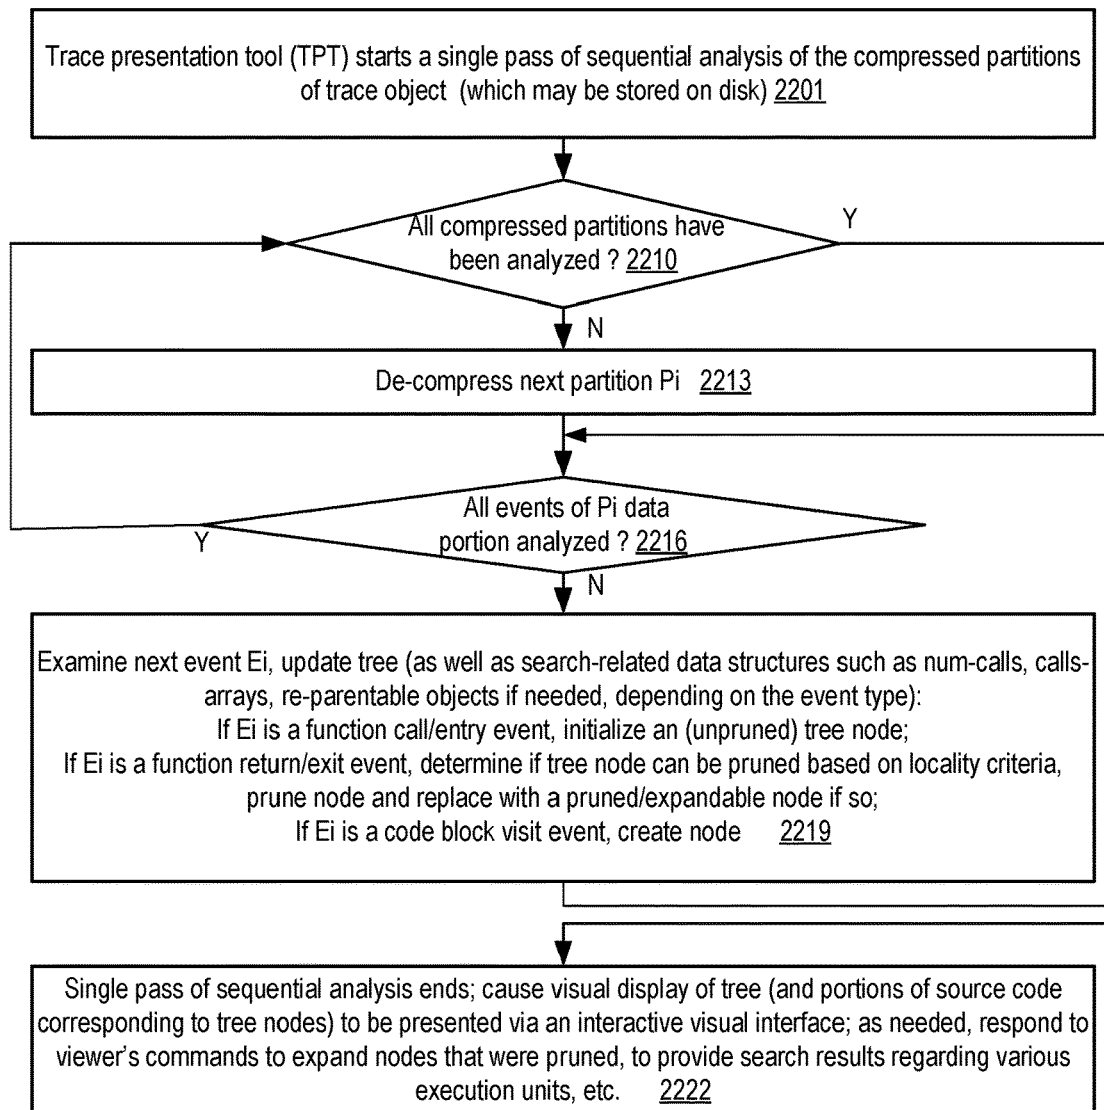 Trace presentation tool (TPT) starts a single pass of sequential analysis of the compressed partitions
of trace object (which may be stored on disk) 2201
All compressed partitions have
been analyzed ? 2210
Y
N
De-compress next partition Pi 2213
All events of Pi data
portion analyzed ? 2216
Y
N
Examine next event Ei, update tree (as well as search-related data structures such as num-calls, calls-
arrays, re-parentable objects if needed, depending on the event type):
If Ei is a function call/entry event, initialize an (unpruned) tree node;
If Ei is a function return/exit event, determine if tree node can be pruned based on locality criteria,
prune node and replace with a pruned/expandable node if so;
If Ei is a code block visit event, create node 2219
Single pass of sequential analysis ends; cause visual display of tree (and portions of source code
corresponding to tree nodes) to be presented via an interactive visual interface; as needed, respond to
viewer's commands to expand nodes that were pruned, to provide search results regarding various
execution units, etc. 2222